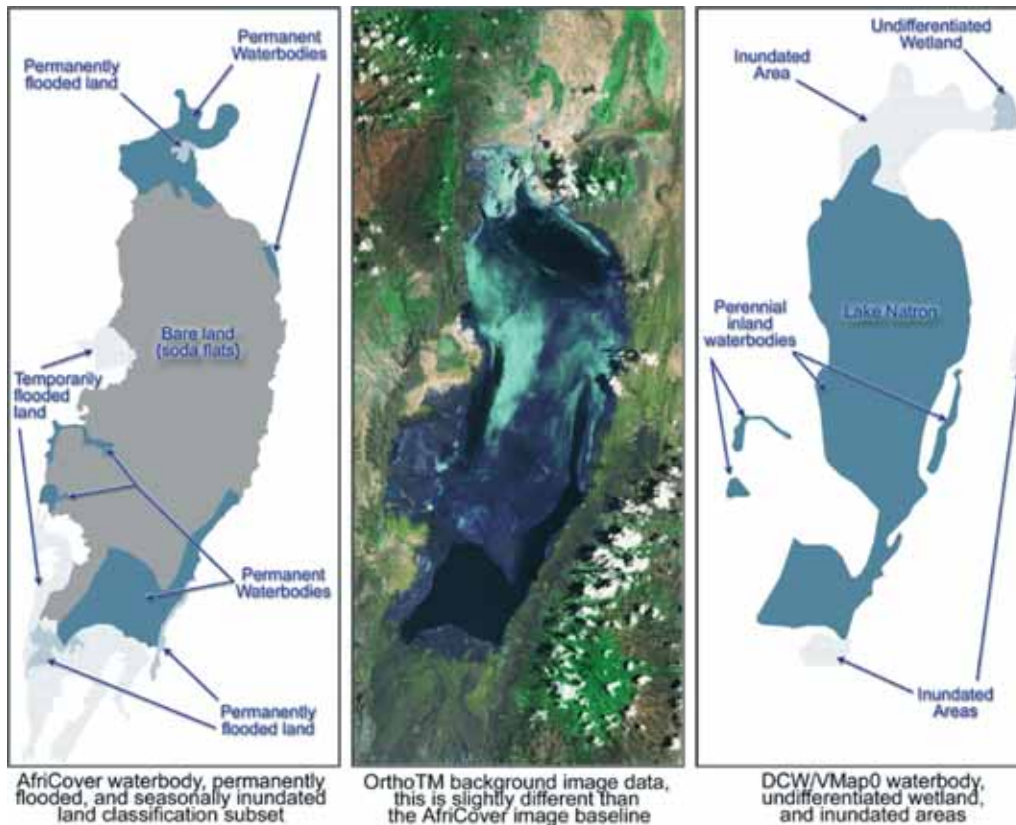 Permanent
Waterbodies
Permanently
flooded land
Bare land
(soda flats)
Temporarily
flooded
land
Permanent
Waterbodies
Permanently
flooded land
AfriCover waterbody, permanently
flooded, and seasonally inundated
land classification subset
OrthoTM background image data,
this is slightly different than
the AfriCover image baseline
Undifferentiated
Wetland
Inundated
Area
Perennial
inland
waterbodies
Lake Natron
Inundated
Areas
DCW/VMap0 waterbody,
undifferentiated wetland,
and inundated areas